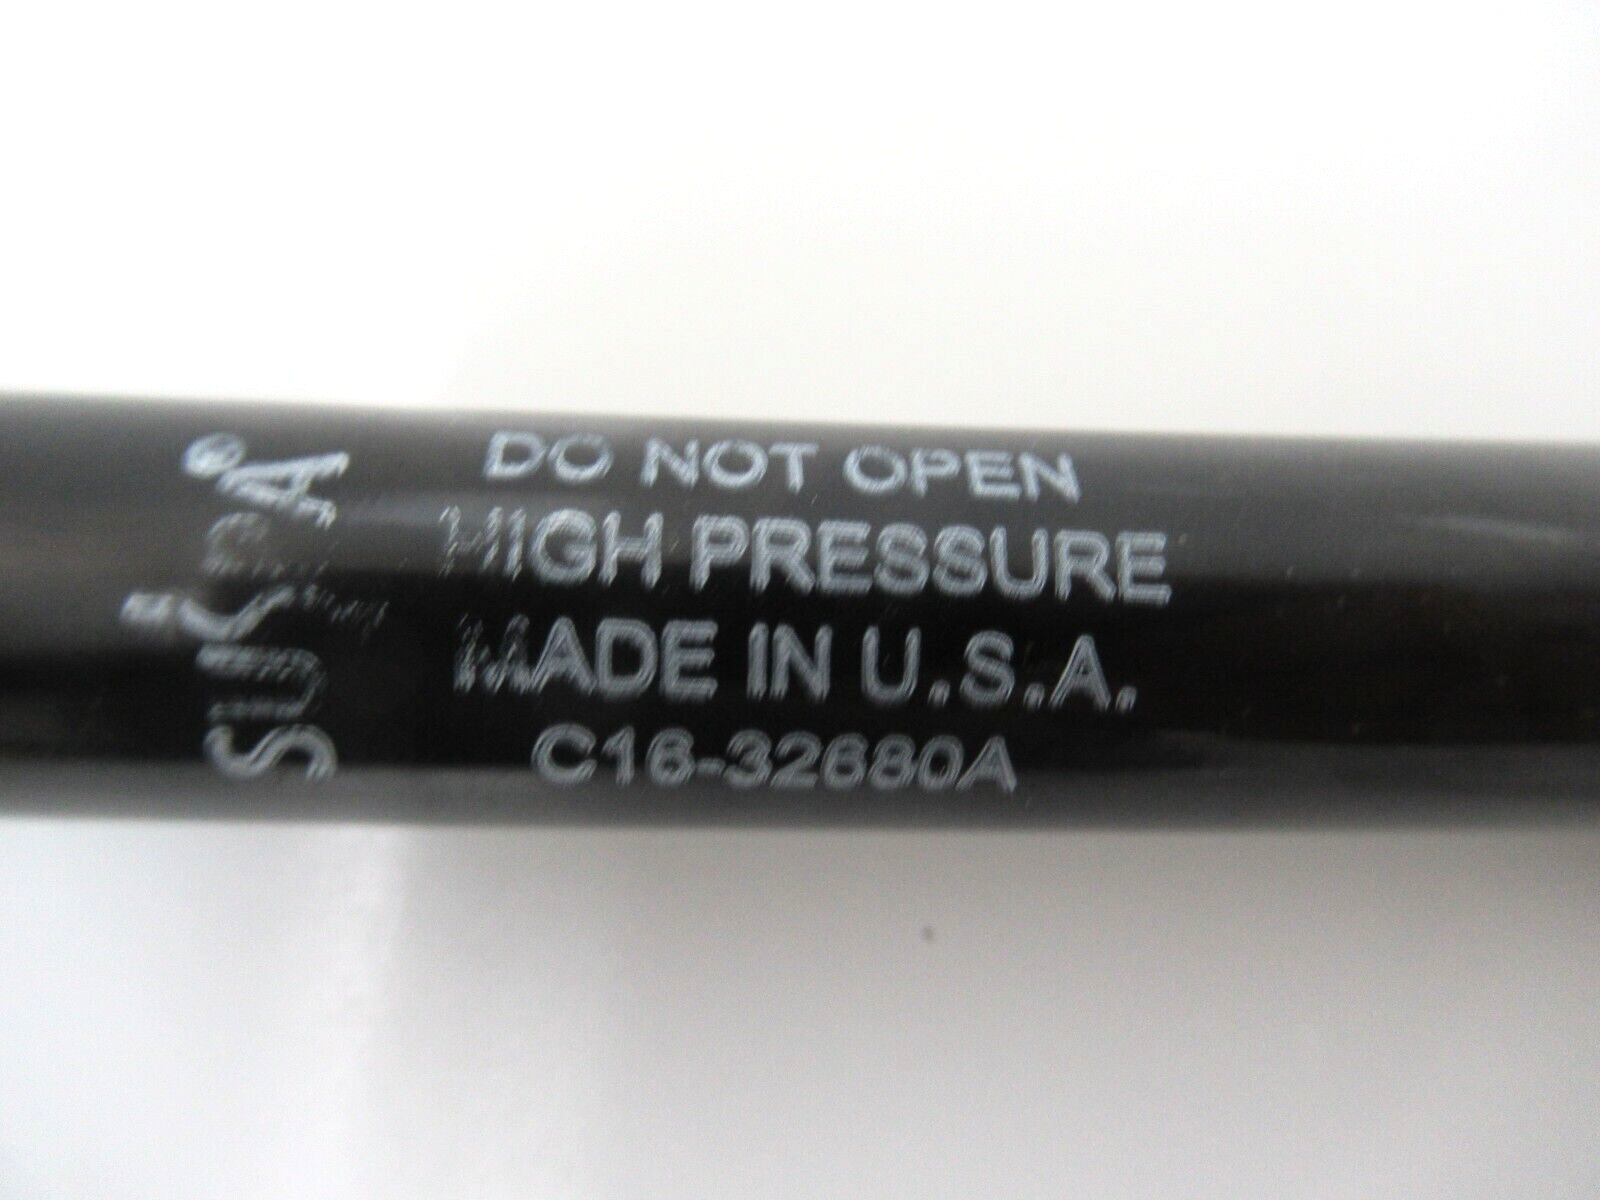 SUSPA®
DO NOT OPEN
HIGH PRESSURE
MADE IN U.S.A.
C16-32680A